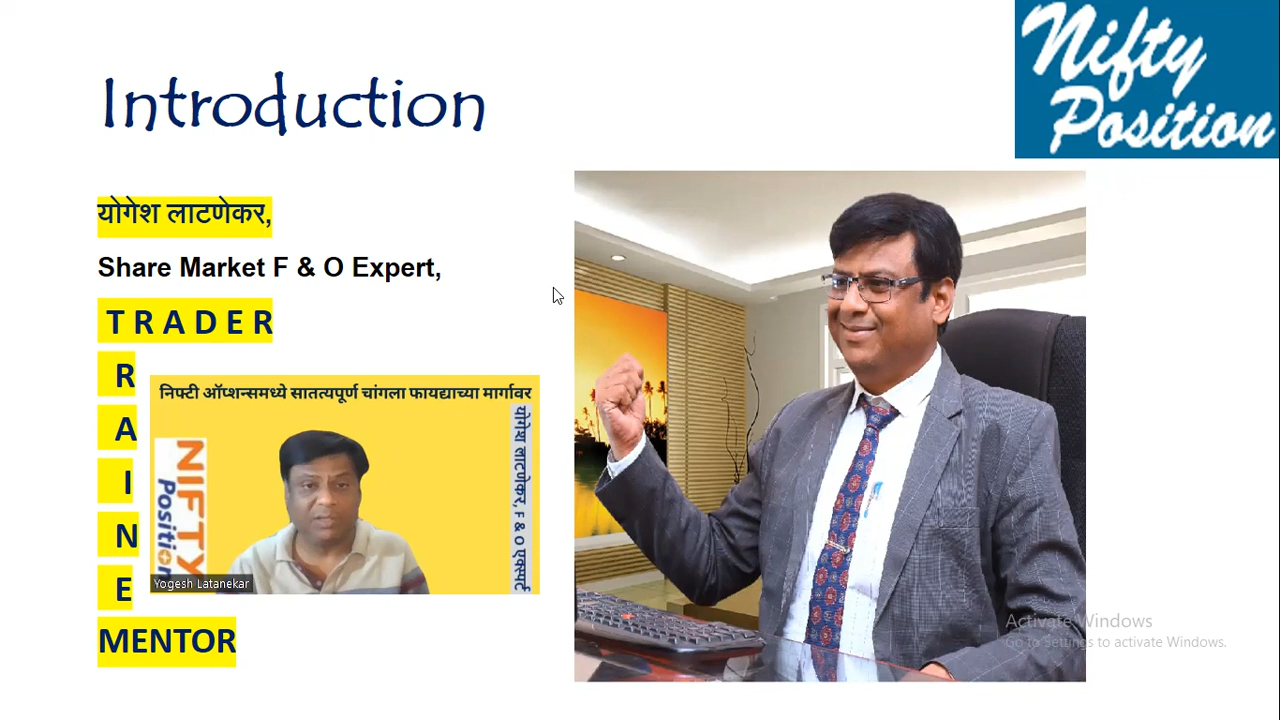 Nifty
Position
Introduction
योगेश लाटणेकर,
Share Market F & O Expert,
T R A D E R
R
A
I
N
E
MENTOR
निफ्टी ऑप्शन्समध्ये सातत्यपूर्ण चांगला फायद्याच्या मार्गावर
NIFTY
Position
योगेश लाटणेकर, F & O एक्स्पर्ट
Yogesh Latanekar
Activate Windows
Go to Settings to activate Windows.